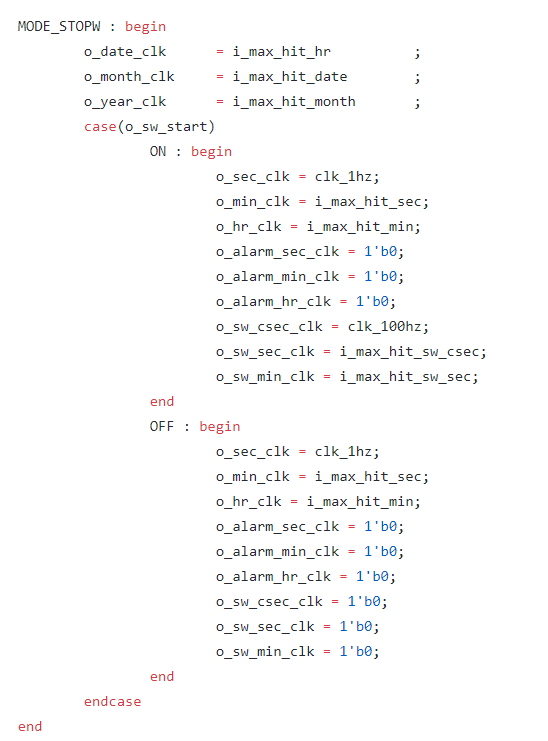 MODE_STOPW : begin
        o_date_clk      = i_max_hit_hr          ;
        o_month_clk     = i_max_hit_date        ;
        o_year_clk      = i_max_hit_month       ;
        case(o_sw_start)
                ON : begin
                        o_sec_clk = clk_1hz;
                        o_min_clk = i_max_hit_sec;
                        o_hr_clk = i_max_hit_min;
                        o_alarm_sec_clk = 1'b0;
                        o_alarm_min_clk = 1'b0;
                        o_alarm_hr_clk = 1'b0;
                        o_sw_csec_clk = clk_100hz;
                        o_sw_sec_clk = i_max_hit_sw_csec;
                        o_sw_min_clk = i_max_hit_sw_sec;
                end
                OFF : begin
                        o_sec_clk = clk_1hz;
                        o_min_clk = i_max_hit_sec;
                        o_hr_clk = i_max_hit_min;
                        o_alarm_sec_clk = 1'b0;
                        o_alarm_min_clk = 1'b0;
                        o_alarm_hr_clk = 1'b0;
                        o_sw_csec_clk = 1'b0;
                        o_sw_sec_clk = 1'b0;
                        o_sw_min_clk = 1'b0;
                end
        endcase
end